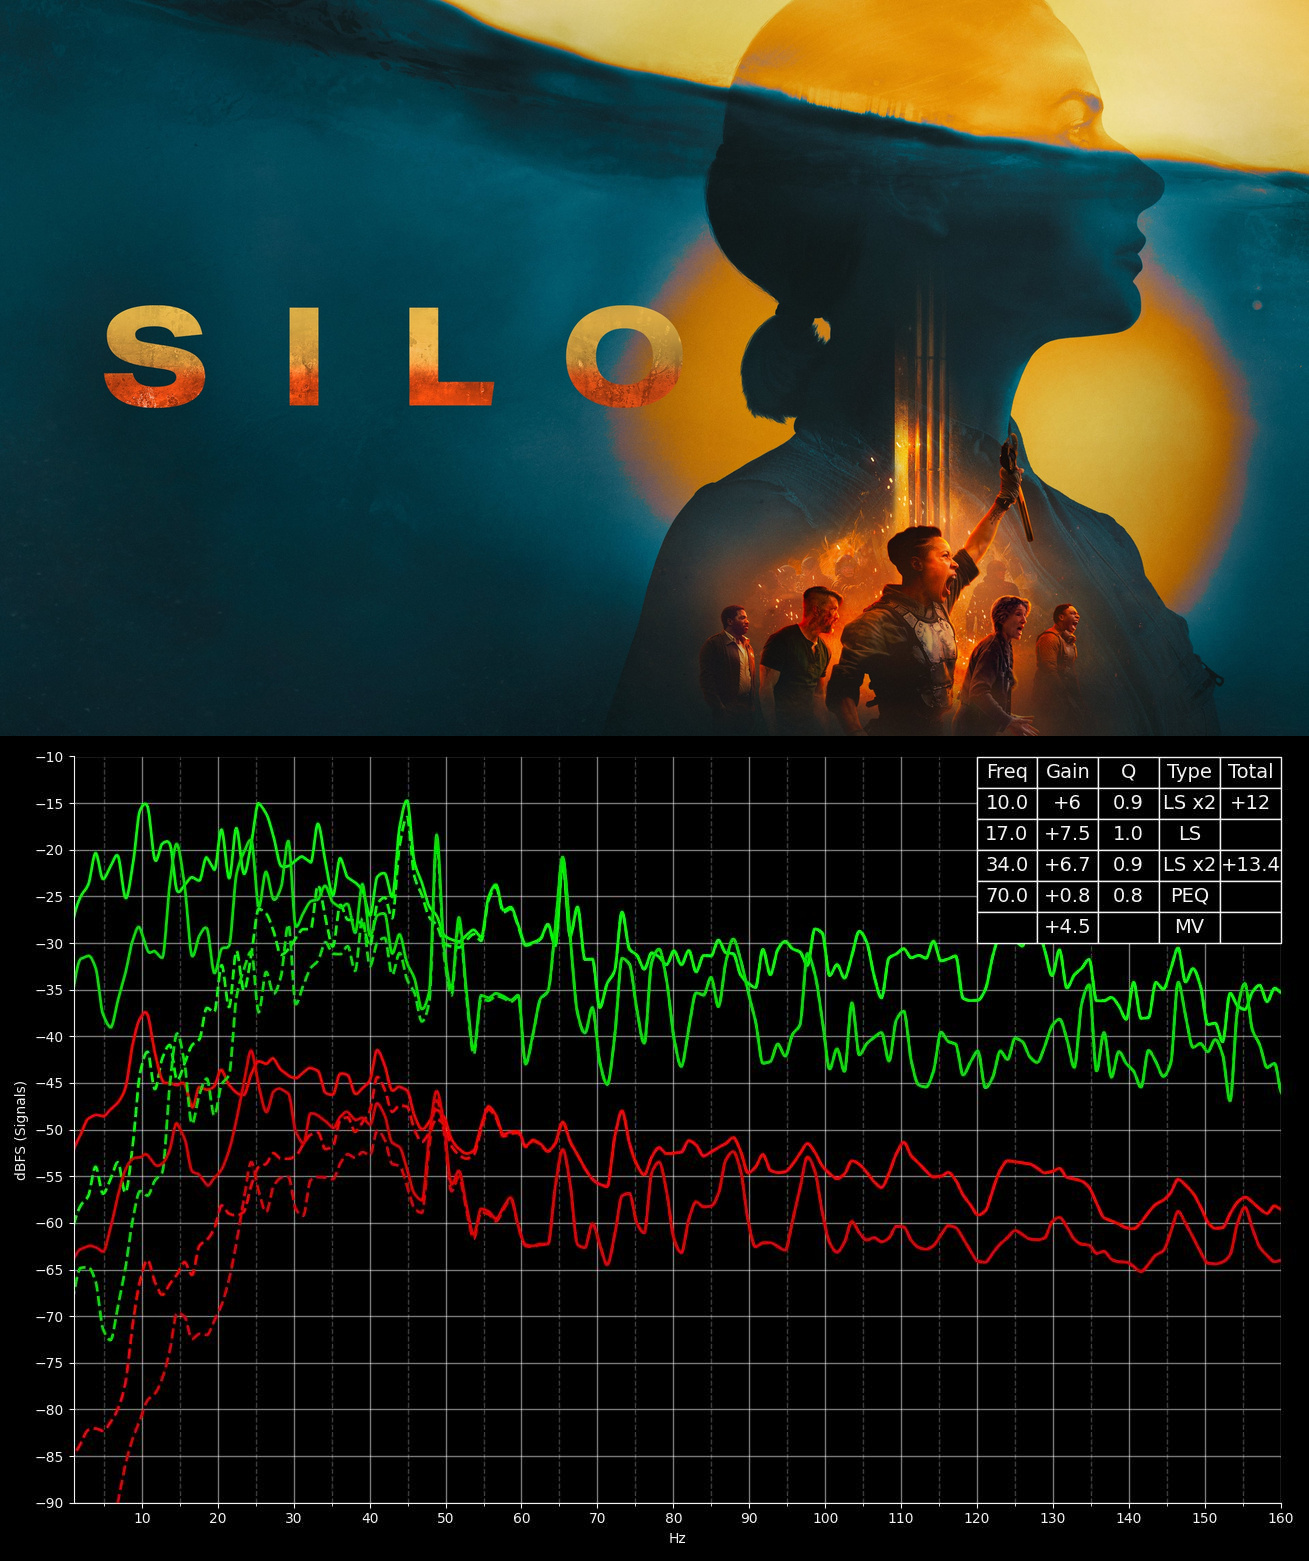 SILO
Freq Gain Q Type Total
10.0 +6 0.9 LS x2 +12
17.0 +7.5 1.0 LS
34.0 +6.7 0.9 LS x2 +13.4
70.0 +0.8 0.8 PEQ
+4.5 MV
−10
−15
−20
−25
−30
−35
−40
−45
−50
−55
−60
−65
−70
−75
−80
−85
−90
dBFS (Signals)
10 20 30 40 50 60 70 80 90 100 110 120 130 140 150 160
Hz